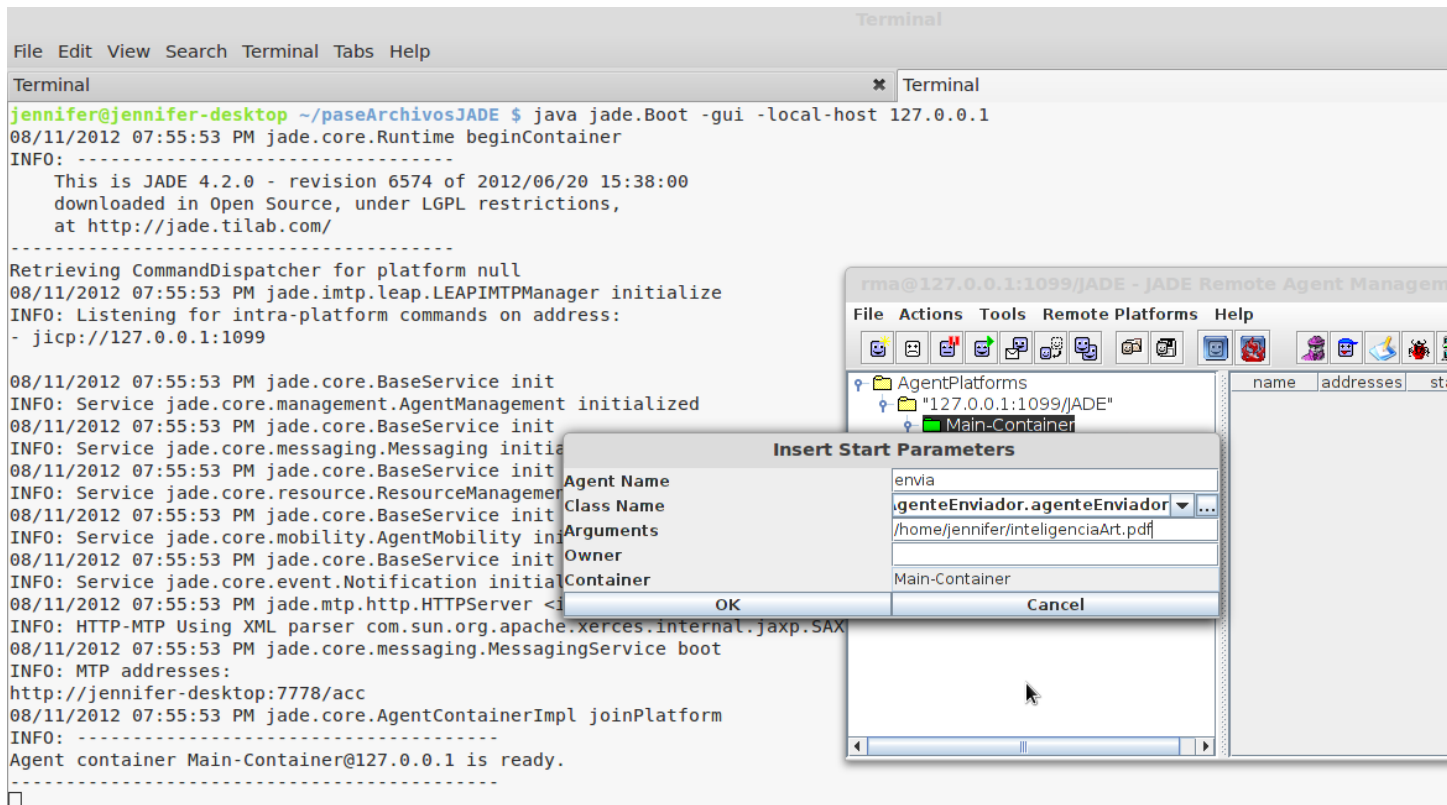 Terminal
File Edit View Search Terminal Tabs Help
Terminal
Terminal
jennifer@jennifer-desktop ~/paseArchivosJADE $ java jade.Boot -gui -local-host 127.0.0.1
08/11/2012 07:55:53 PM jade.core.Runtime beginContainer
INFO: ----------------------------------
This is JADE 4.2.0 - revision 6574 of 2012/06/20 15:38:00
downloaded in Open Source, under LGPL restrictions,
at http://jade.tilab.com/
----------------------------------------
Retrieving CommandDispatcher for platform null
08/11/2012 07:55:53 PM jade.imtp.leap.LEAPIMTPManager initialize
INFO: Listening for intra-platform commands on address:
- jicp://127.0.0.1:1099
08/11/2012 07:55:53 PM jade.core.BaseService init
INFO: Service jade.core.management.AgentManagement initialized
08/11/2012 07:55:53 PM jade.core.BaseService init
INFO: Service jade.core.messaging.Messaging initia
08/11/2012 07:55:53 PM jade.core.BaseService init
INFO: Service jade.core.resource.ResourceManagemen
08/11/2012 07:55:53 PM jade.core.BaseService init
INFO: Service jade.core.mobility.AgentMobility ini
08/11/2012 07:55:53 PM jade.core.BaseService init
INFO: Service jade.core.event.Notification initial
08/11/2012 07:55:53 PM jade.mtp.http.HTTPServer <i
INFO: HTTP-MTP Using XML parser com.sun.org.apache.xerces.internal.jaxp.SAX
08/11/2012 07:55:53 PM jade.core.messaging.MessagingService boot
INFO: MTP addresses:
http://jennifer-desktop:7778/acc
08/11/2012 07:55:53 PM jade.core.AgentContainerImpl joinPlatform
INFO: --------------------------------------
Agent container Main-Container@127.0.0.1 is ready.
--------------------------------------------
rma@127.0.0.1:1099/JADE - JADE Remote Agent Managem
File Actions Tools Remote Platforms Help
AgentPlatforms
"127.0.0.1:1099/JADE"
Main-Container
name addresses sta
Insert Start Parameters
Agent Name envia
Class Name genteEnviador.agenteEnviador ...
Arguments /home/jennifer/inteligenciaArt.pdf
Owner
Container Main-Container
OK Cancel